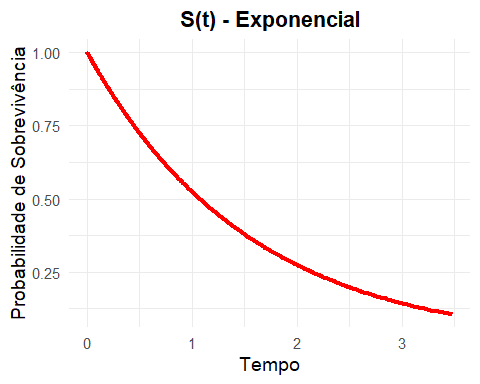 S(t) - Exponencial
Probabilidade de Sobrevivência
1.00
0.75
0.50
0.25
0 1 2 3
Tempo